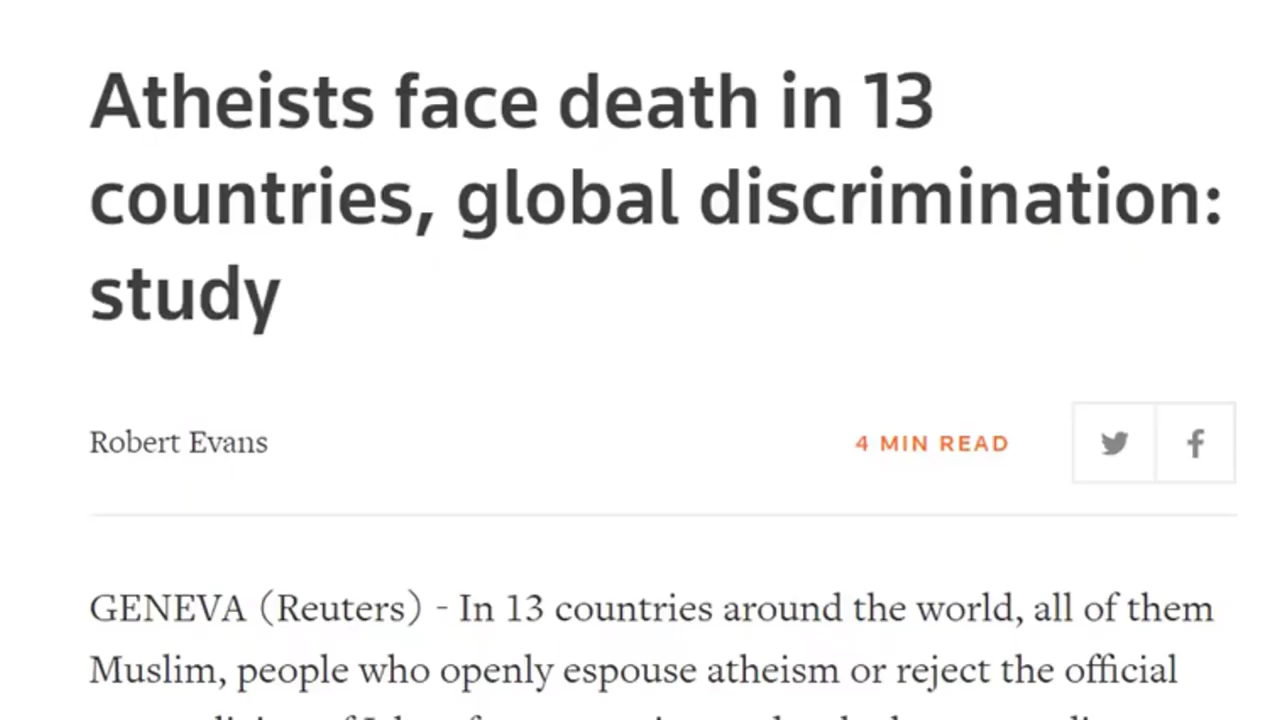 Atheists face death in 13
countries, global discrimination:
study
Robert Evans
4 MIN READ
GENEVA (Reuters) - In 13 countries around the world, all of them
Muslim, people who openly espouse atheism or reject the official